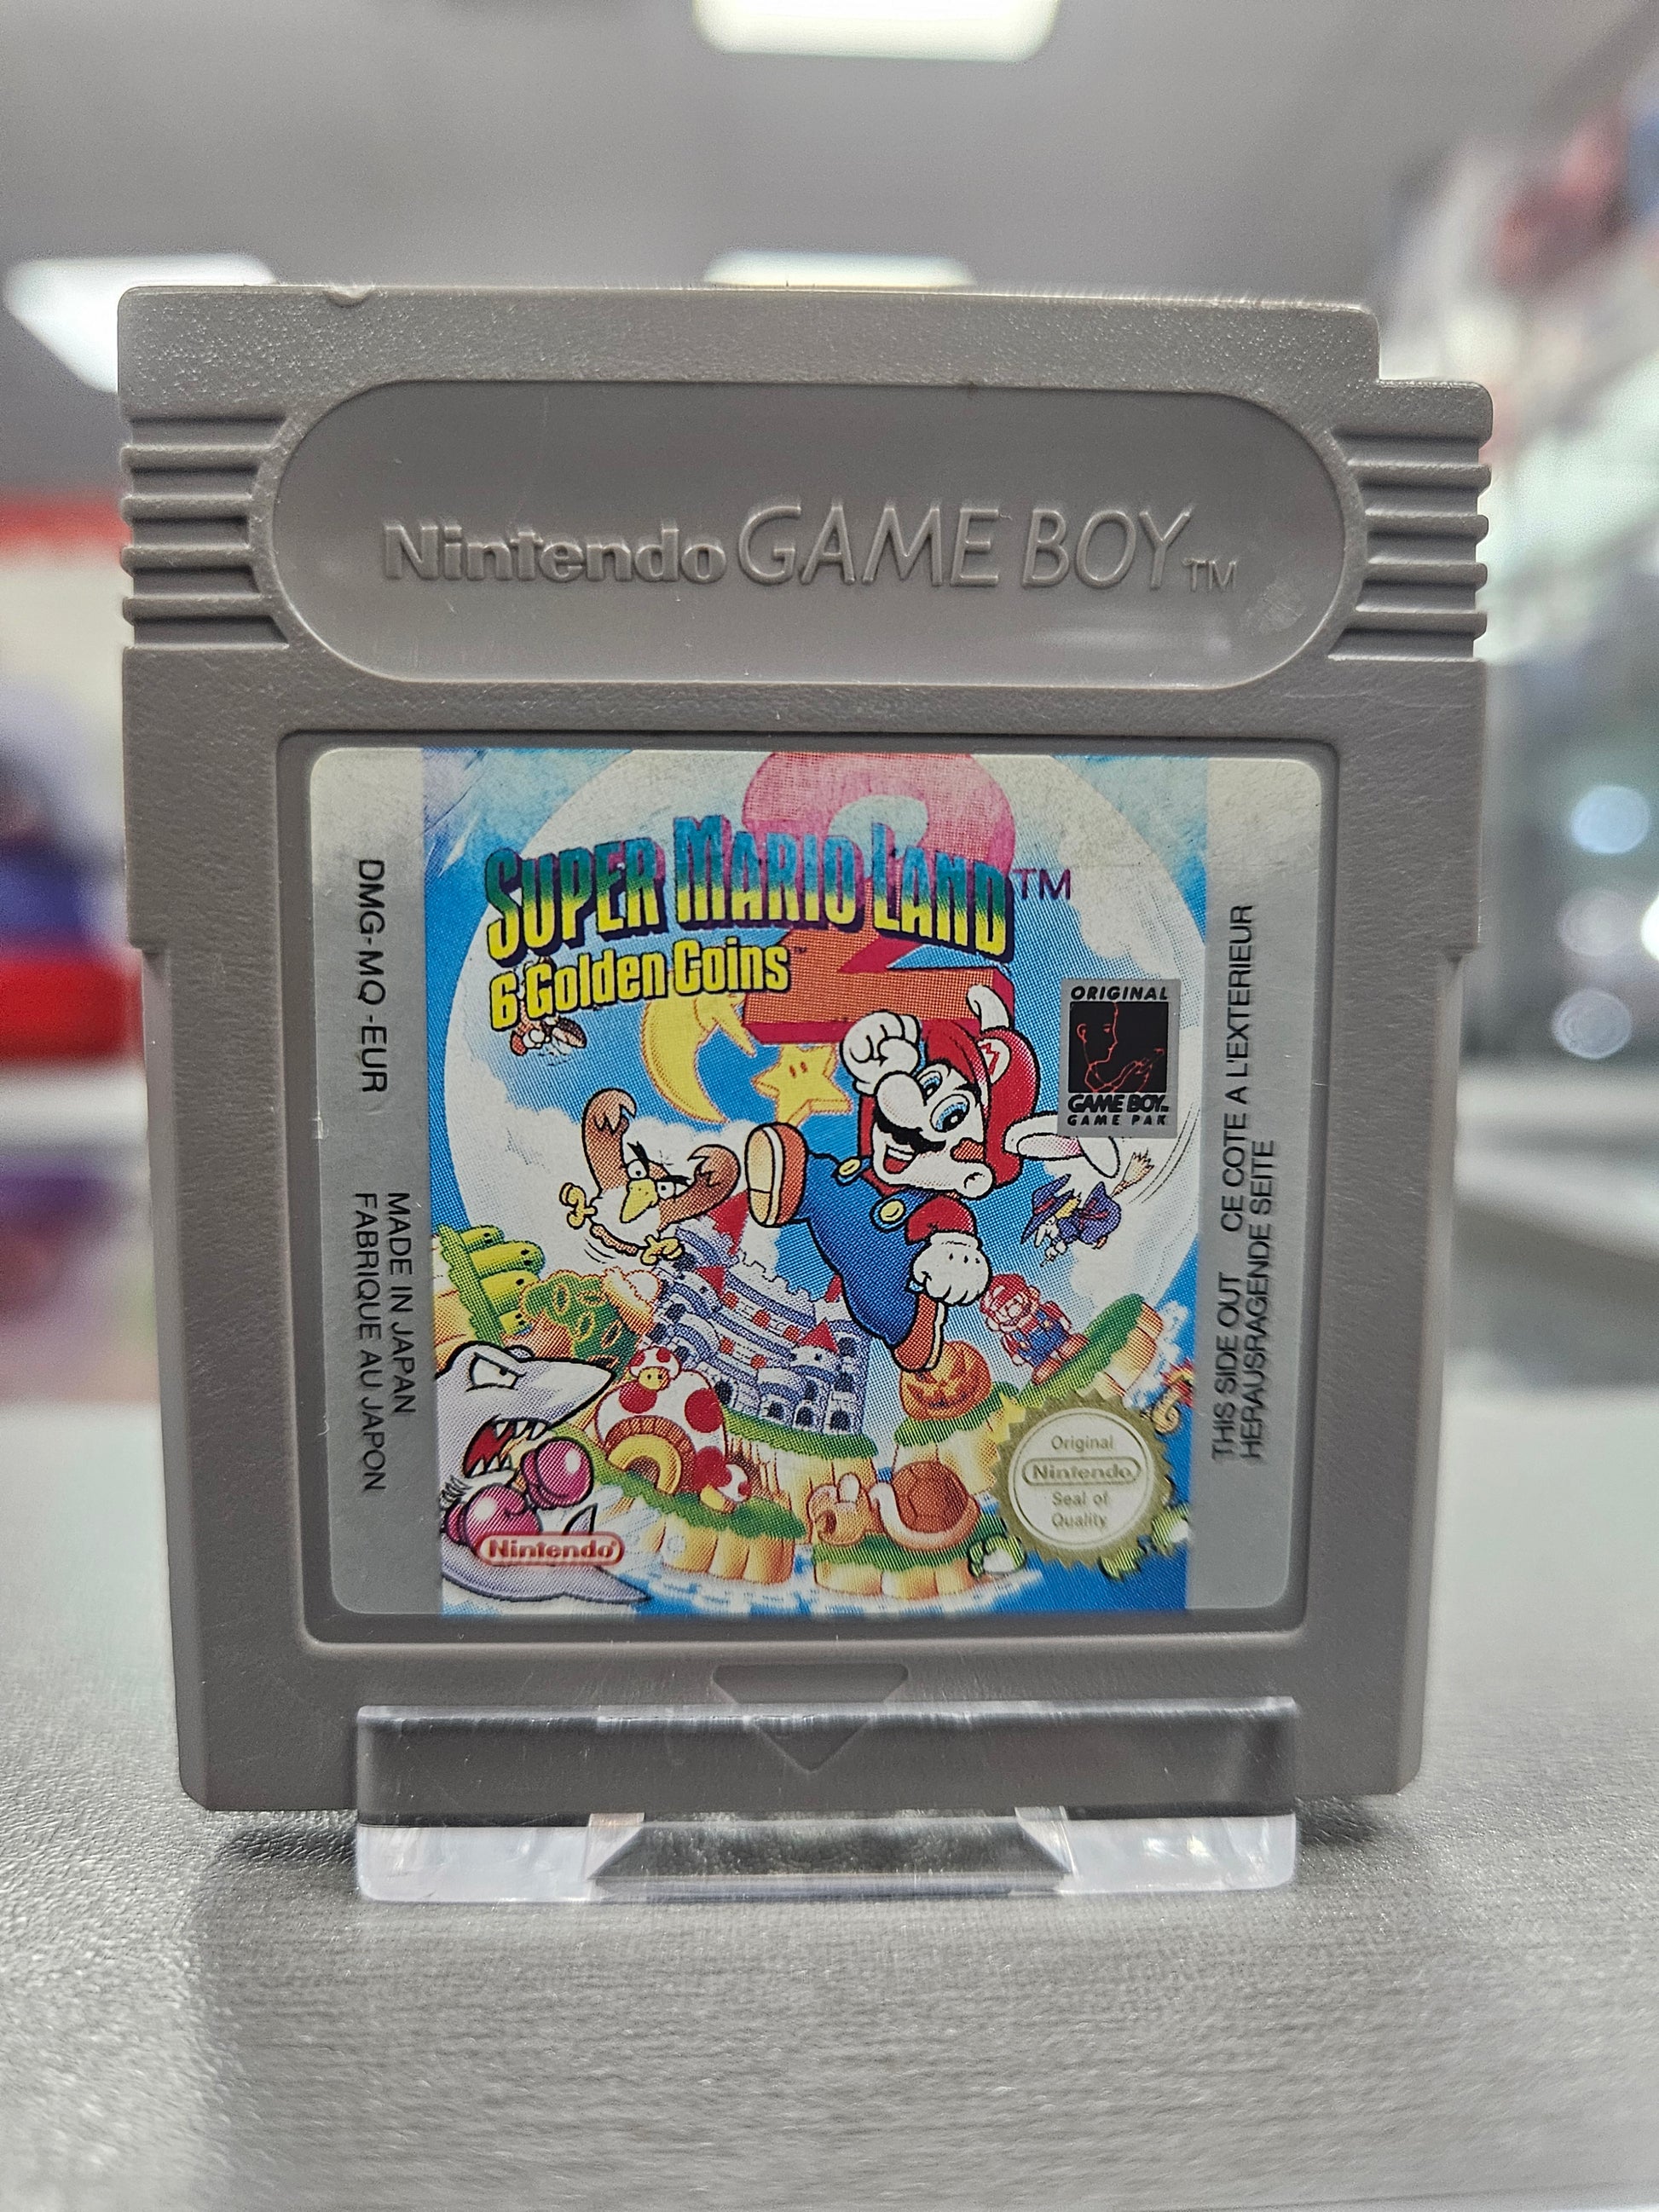 Nintendo GAME BOY TM
2
SUPER MARIO LAND TM
6 Golden Coins TM
DMG-MQ-EUR
MADE IN JAPAN
FABRIQUE AU JAPON
M
ORIGINAL
GAME BOY TM
GAME PAK
THIS SIDE OUT CE COTE A L'EXTERIEUR
HERAUSRAGENDE SEITE
Original
Nintendo
Seal of
Quality
Nintendo